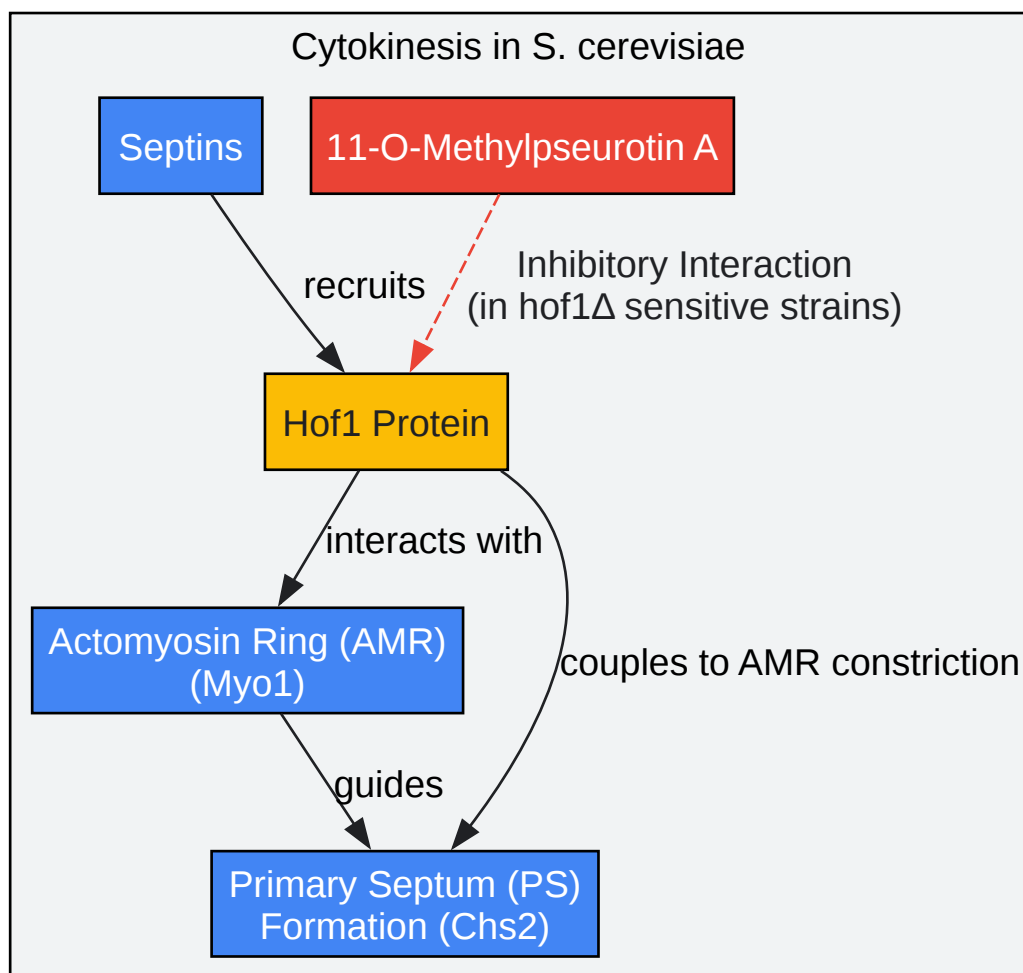 Cytokinesis in S. cerevisiae
Septins
11-O-Methylpseurotin A
recruits
Inhibitory Interaction
(in hof1Δ sensitive strains)
Hof1 Protein
interacts with
Actomyosin Ring (AMR)
(Myo1)
couples to AMR constriction
guides
Primary Septum (PS)
Formation (Chs2)